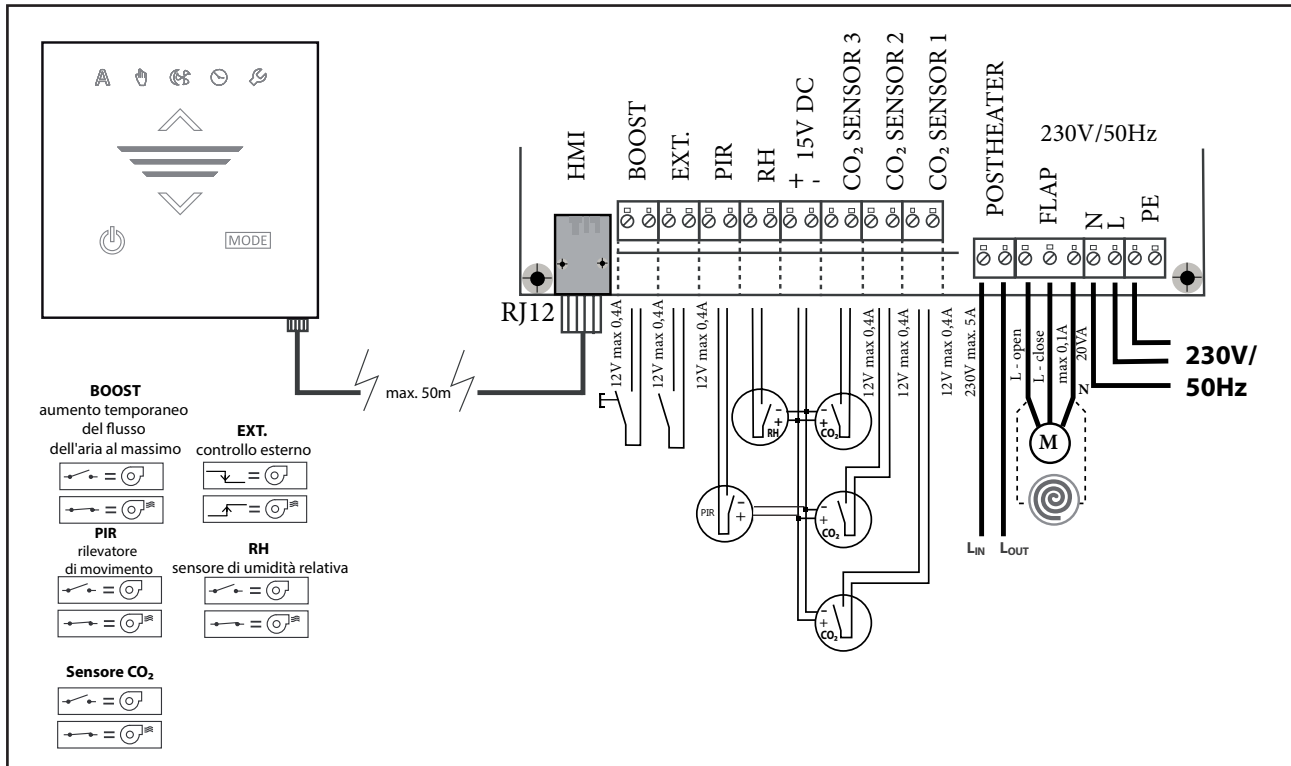 A
MODE
HMI
BOOST
EXT.
PIR
RH
+ 15V DC
-
CO₂ SENSOR 3
CO₂ SENSOR 2
CO₂ SENSOR 1
POSTHEATER
230V/50Hz
FLAP
N
L
PE
RJ12
12V max 0,4A
12V max 0,4A
12V max 0,4A
12V max 0,4A
12V max 0,4A
12V max 0,4A
230V max. 5A
L - open
L - close
max 0,1A
20VA
N
230V/
50Hz
max. 50m
RH
- +
CO₂
- +
PIR
- +
CO₂
- +
CO₂
- +
M
LIN
LOUT
BOOST
aumento temporaneo
del flusso
dell'aria al massimo
=
=
EXT.
controllo esterno
=
=
PIR
rilevatore
di movimento
=
=
RH
sensore di umidità relativa
=
=
Sensore CO₂
=
=